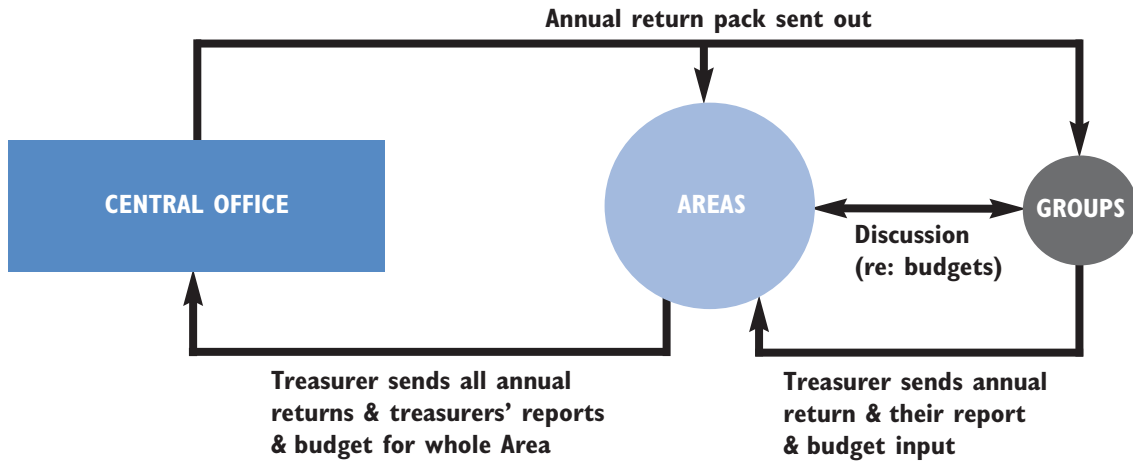 Annual return pack sent out
CENTRAL OFFICE
AREAS
GROUPS
Discussion
(re: budgets)
Treasurer sends all annual
returns & treasurers’ reports
& budget for whole Area
Treasurer sends annual
return & their report
& budget input